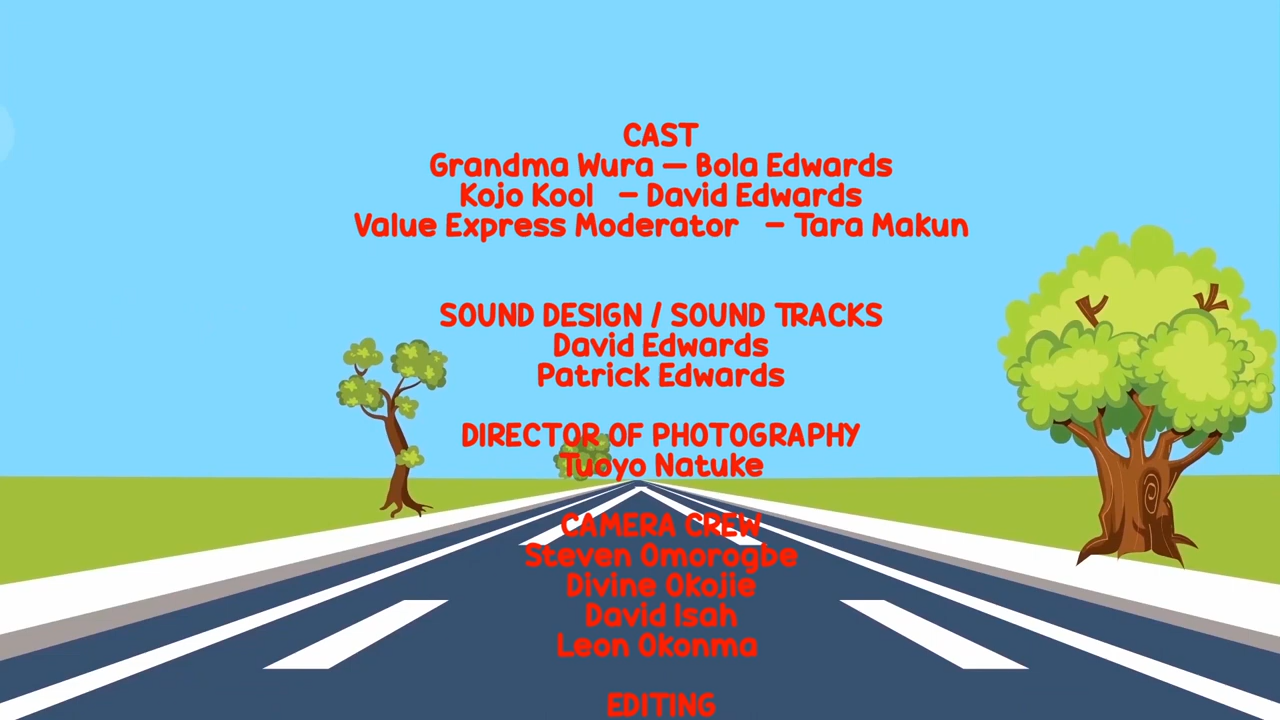 CAST
Grandma Wura – Bola Edwards
Kojo Kool – David Edwards
Value Express Moderator – Tara Makun
SOUND DESIGN / SOUND TRACKS
David Edwards
Patrick Edwards
DIRECTOR OF PHOTOGRAPHY
Tuoyo Natuke
CAMERA CREW
Steven Omorogbe
Divine Okojie
David Isah
Leon Okonma
EDITING